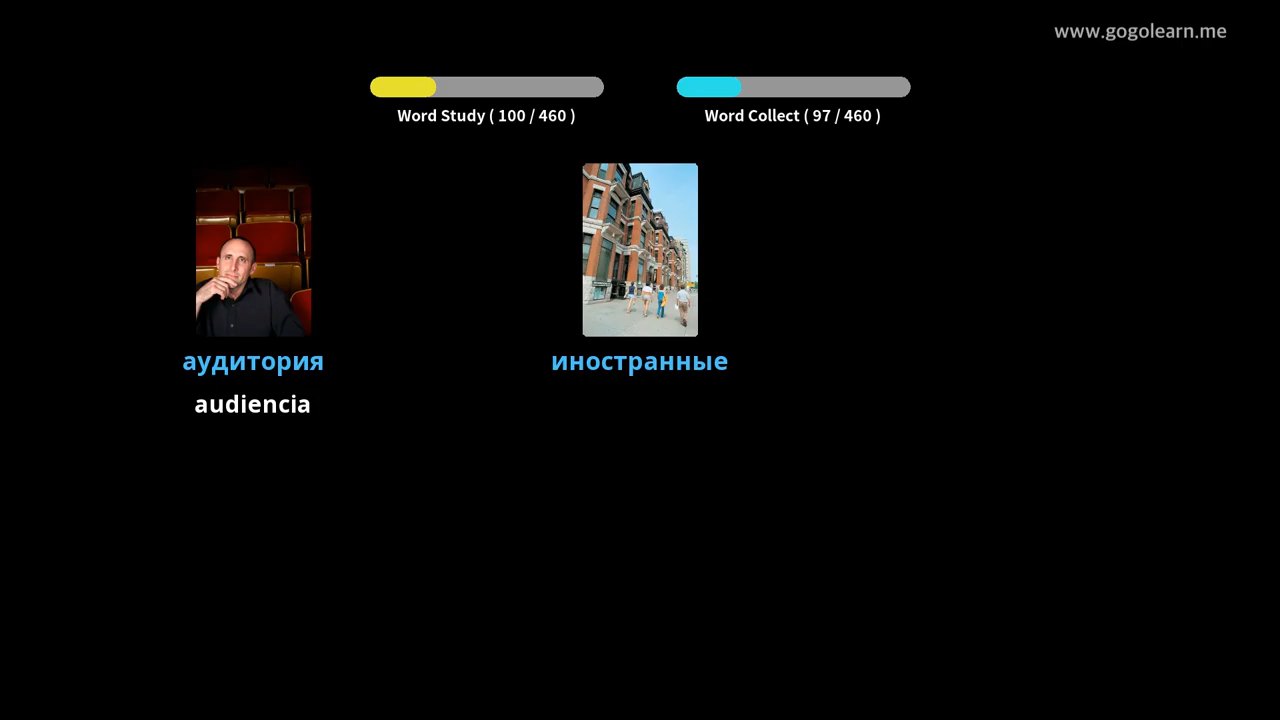 www.gogolearn.me
Word Study ( 100 / 460 )
Word Collect ( 97 / 460 )
аудитория
иностранные
audiencia